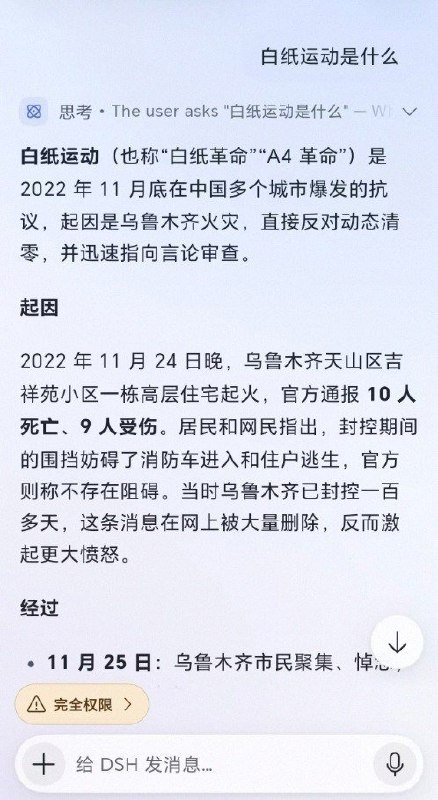 白纸运动是什么
思考 • The user asks "白纸运动是什么" —
白纸运动（也称“白纸革命”“A4 革命”）是
2022 年 11 月底在中国多个城市爆发的抗
议，起因是乌鲁木齐火灾，直接反对动态清
零，并迅速指向言论审查。
起因
2022 年 11 月 24 日晚，乌鲁木齐天山区吉
祥苑小区一栋高层住宅起火，官方通报 10 人
死亡、9 人受伤。居民和网民指出，封控期间
的围挡妨碍了消防车进入和住户逃生，官方
则称不存在阻碍。当时乌鲁木齐已封控一百
多天，这条消息在网上被大量删除，反而激
起更大愤怒。
经过
• 11 月 25 日：乌鲁木齐市民聚集、悼
完全权限
给 DSH 发消息...